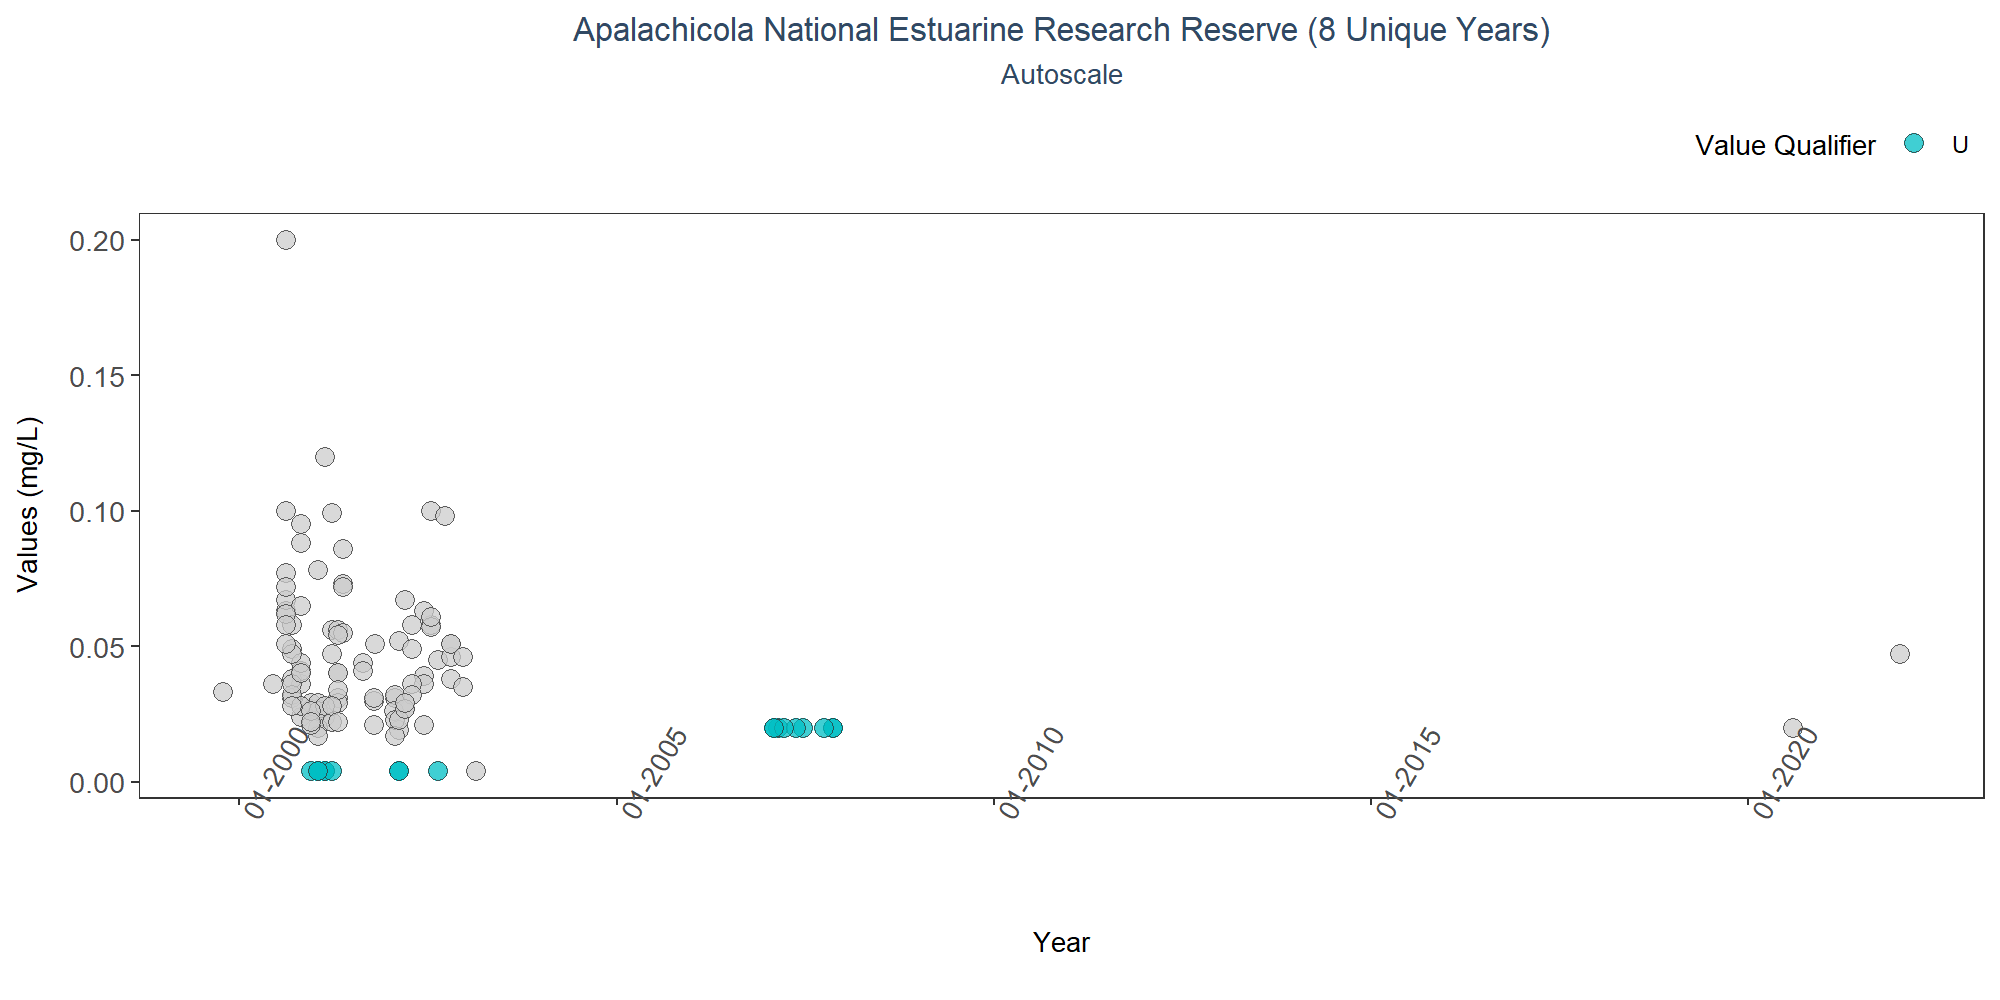 Apalachicola National Estuarine Research Reserve (8 Unique Years)
Autoscale
Value Qualifier U
Values (mg/L)
0.20
0.15
0.10
0.05
0.00
01-2000
01-2005
01-2010
01-2015
01-2020
Year